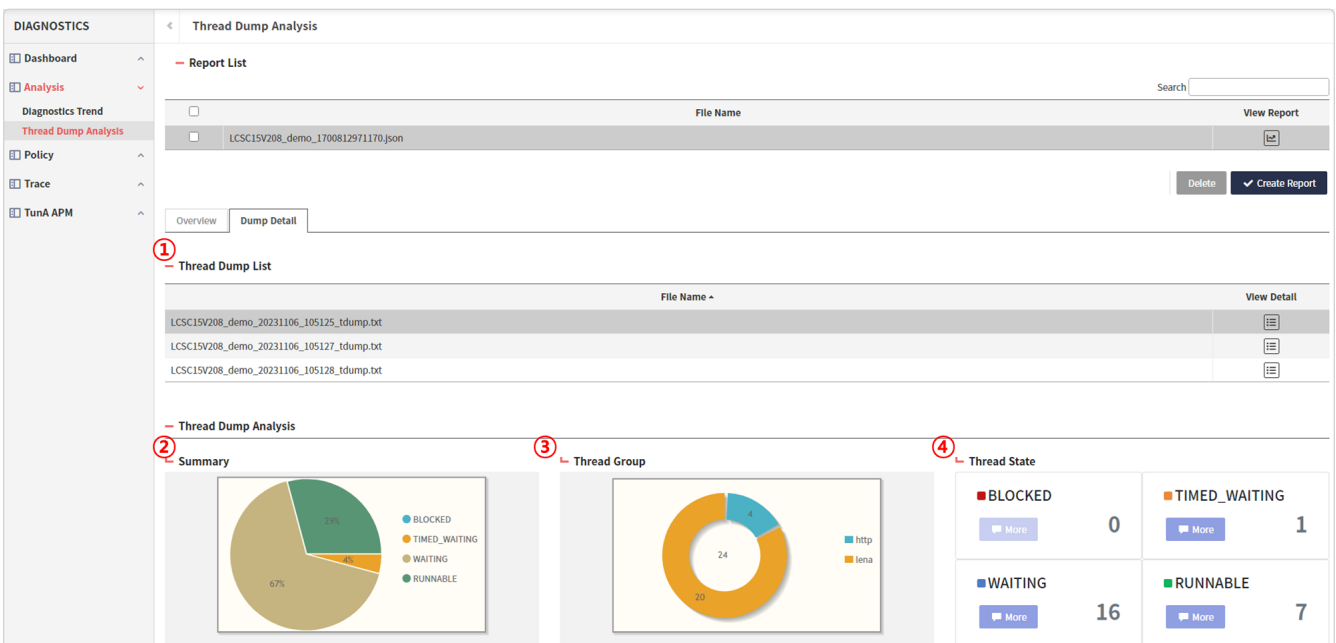 DIAGNOSTICS
Thread Dump Analysis
Dashboard
Analysis
Diagnostics Trend
Thread Dump Analysis
Policy
Trace
TunA APM
Report List
Search
File Name View Report
LCSC15V208_demo_1700812971170.json
Delete Create Report
Overview Dump Detail
①
Thread Dump List
File Name View Detail
LCSC15V208_demo_20231106_105125_tdump.txt
LCSC15V208_demo_20231106_105127_tdump.txt
LCSC15V208_demo_20231106_105128_tdump.txt
Thread Dump Analysis
②
Summary
29%
4%
67%
BLOCKED
TIMED_WAITING
WAITING
RUNNABLE
③
Thread Group
4
24
20
http
lena
④
Thread State
BLOCKED
More 0
TIMED_WAITING
More 1
WAITING
More 16
RUNNABLE
More 7